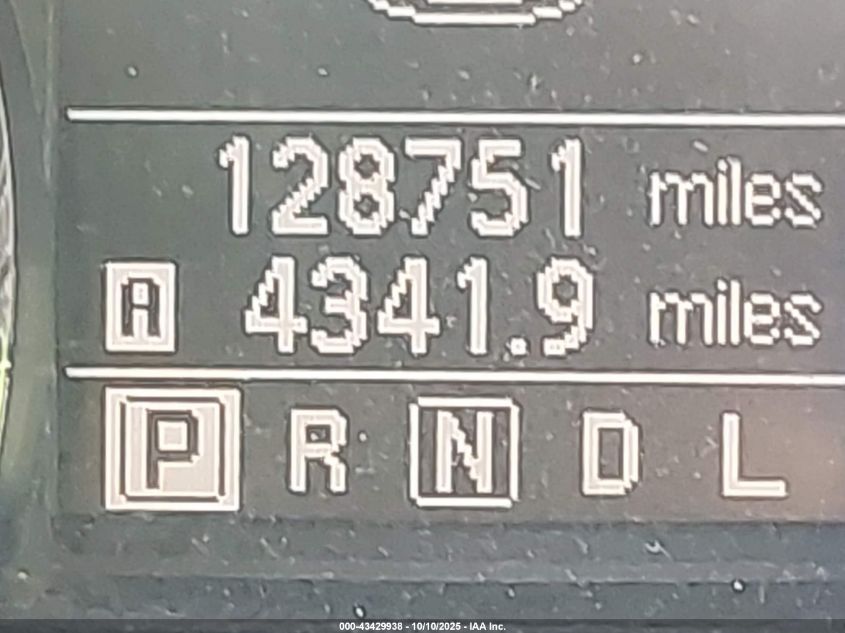 128751 miles
A 4341.9 miles
P R N D L
000-43429938 - 10/10/2025 - IAA Inc.